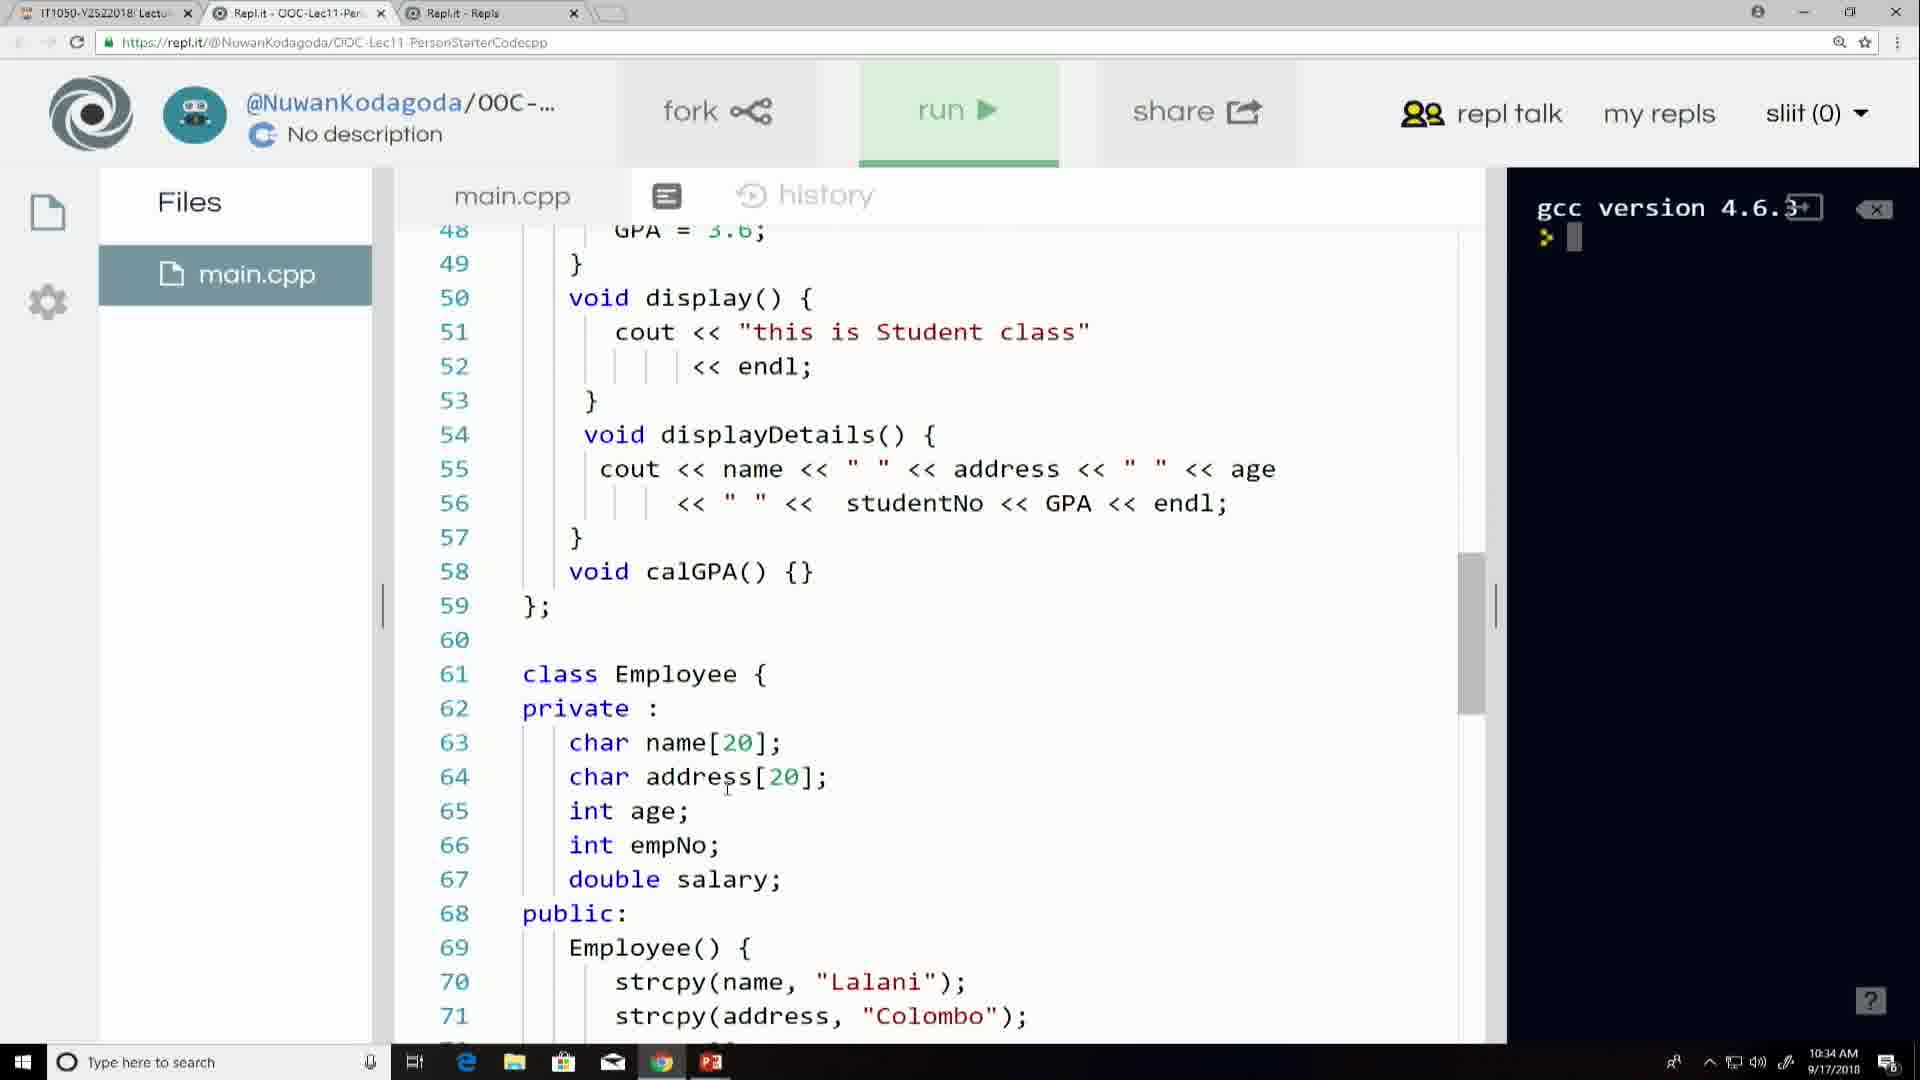 IT1050-Y2S22018: Lectu
Repl.it - OOC-Lec11-Per
Repl.it - Repls
https://repl.it/@NuwanKodagoda/OOC-Lec11-PersonStarterCodecpp
@NuwanKodagoda/OOC-...
No description
fork
run
share
repl talk
my repls
sliit (0)
Files
main.cpp
main.cpp
history
48 GPA = 3.6;
49 }
50 void display() {
51 cout << "this is Student class"
52 << endl;
53 }
54 void displayDetails() {
55 cout << name << " " << address << " " << age
56 << " " << studentNo << GPA << endl;
57 }
58 void calGPA() {}
59 };
60
61 class Employee {
62 private :
63 char name[20];
64 char address[20];
65 int age;
66 int empNo;
67 double salary;
68 public:
69 Employee() {
70 strcpy(name, "Lalani");
71 strcpy(address, "Colombo");
gcc version 4.6.3
>
?
Type here to search
10:34 AM
9/17/2018